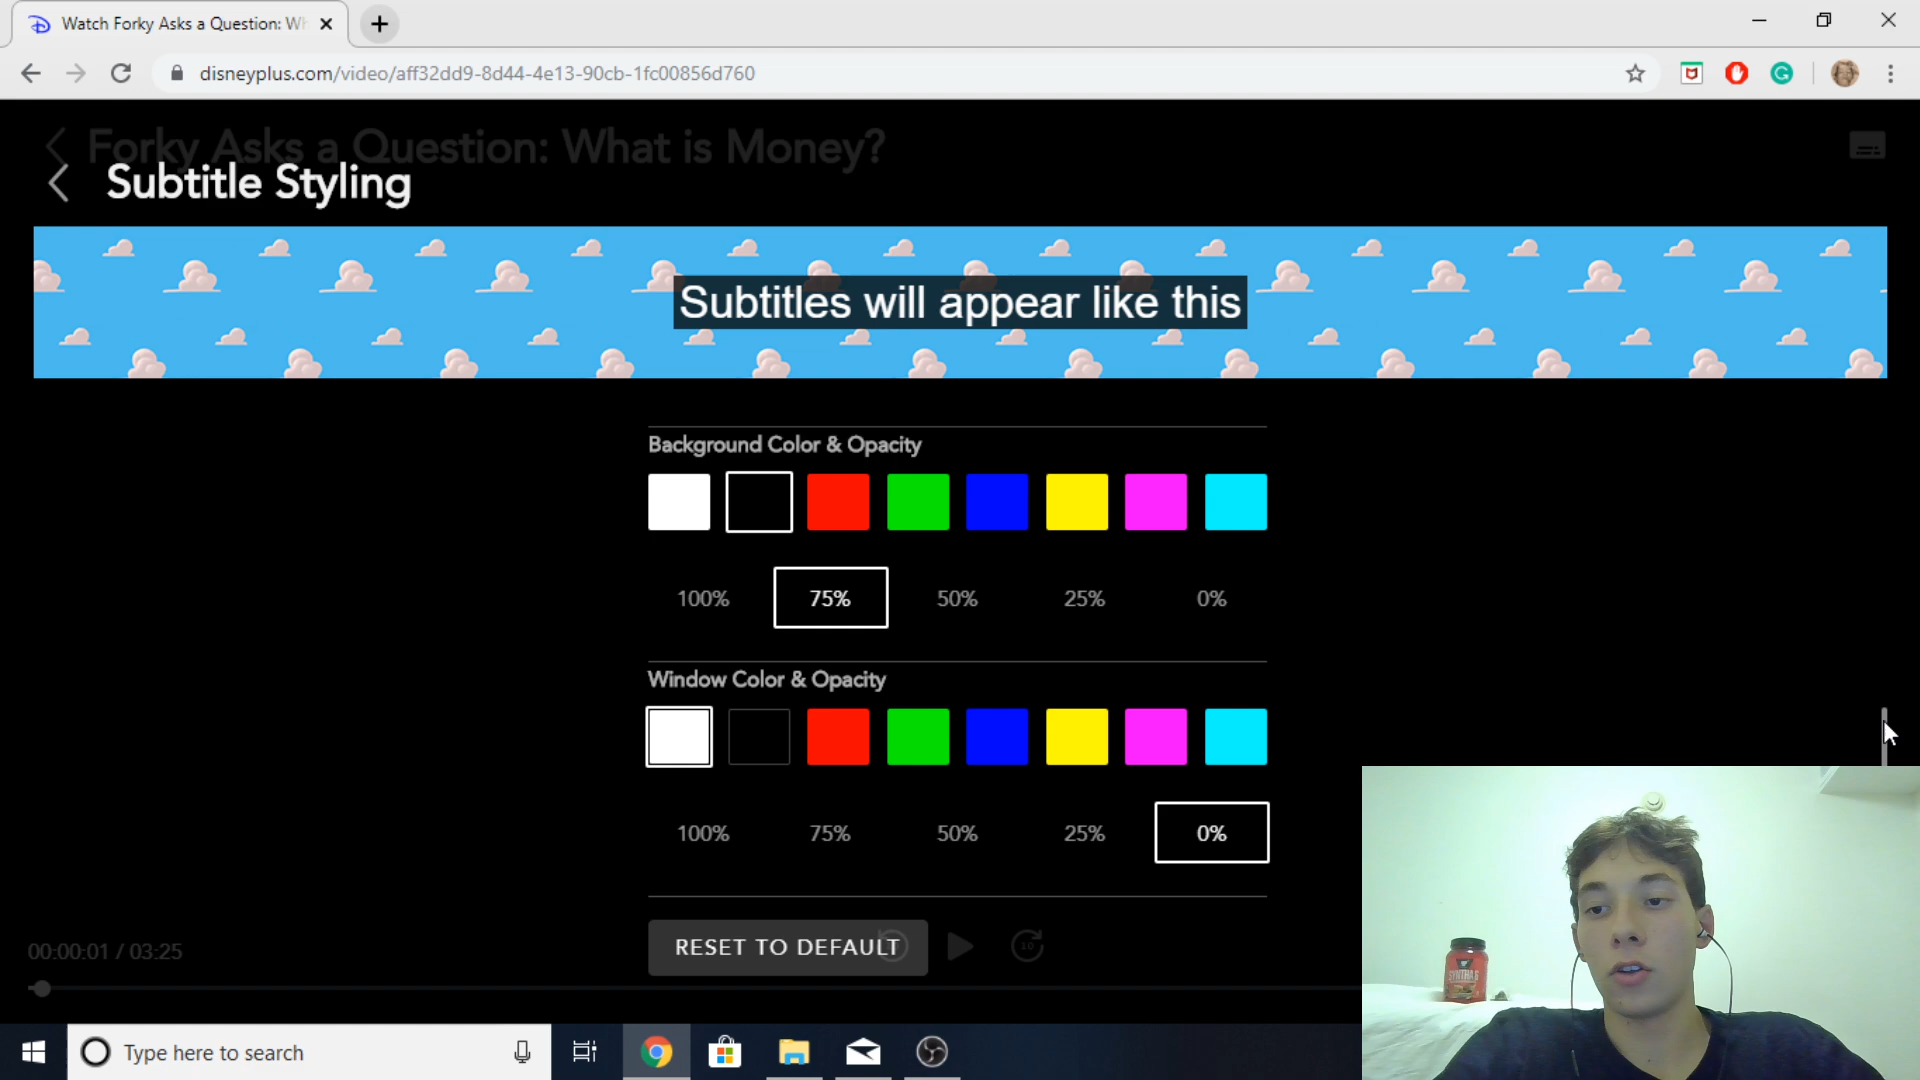 Watch Forky Asks a Question: Wh
disneyplus.com/video/aff32dd9-8d44-4e13-90cb-1fc00856d760
Forky Asks a Question: What is Money?
Subtitle Styling
Subtitles will appear like this
Background Color & Opacity
100% 75% 50% 25% 0%
Window Color & Opacity
100% 75% 50% 25% 0%
RESET TO DEFAULT
10
00:00:01 / 03:25
SYNTHA6
Type here to search